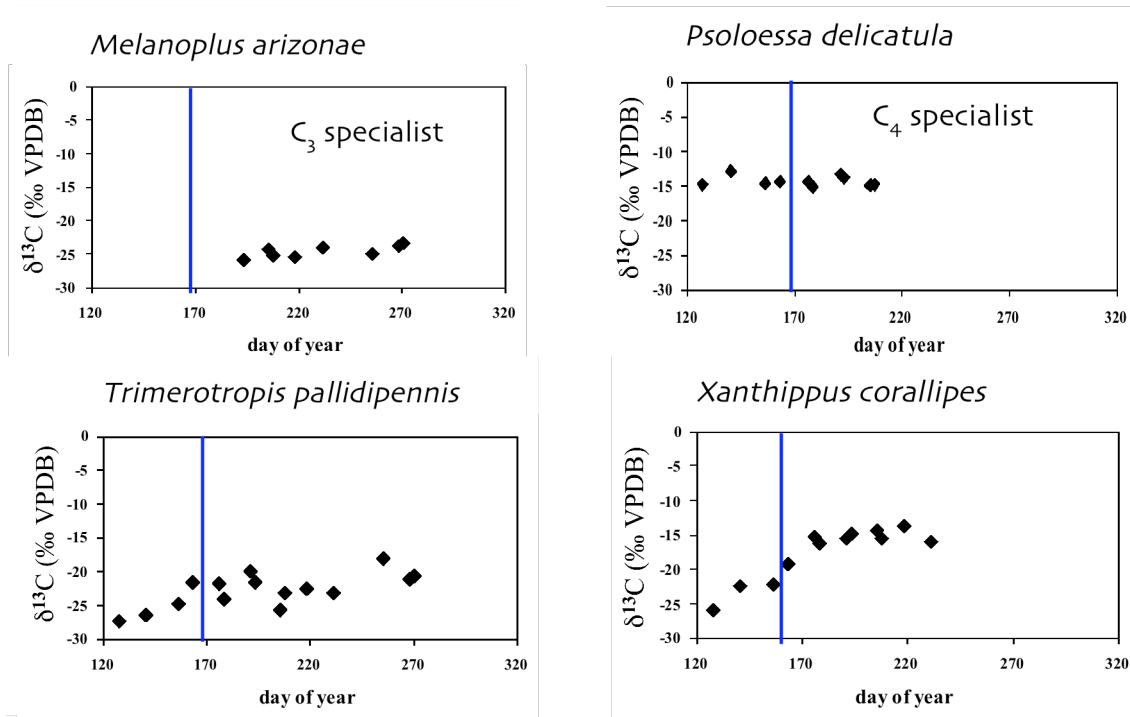 Melanoplus arizonae
0
-5
-10
-15
-20
-25
-30
δ13C (‰ VPDB)
C3 specialist
120 170 220 270 320
day of year
Psoloessa delicatula
0
-5
-10
-15
-20
-25
-30
δ13C (‰ VPDB)
C4 specialist
120 170 220 270 320
day of year
Trimerotropis pallidipennis
0
-5
-10
-15
-20
-25
-30
δ13C (‰ VPDB)
120 170 220 270 320
day of year
Xanthippus corallipes
0
-5
-10
-15
-20
-25
-30
δ13C (‰ VPDB)
120 170 220 270 320
day of year